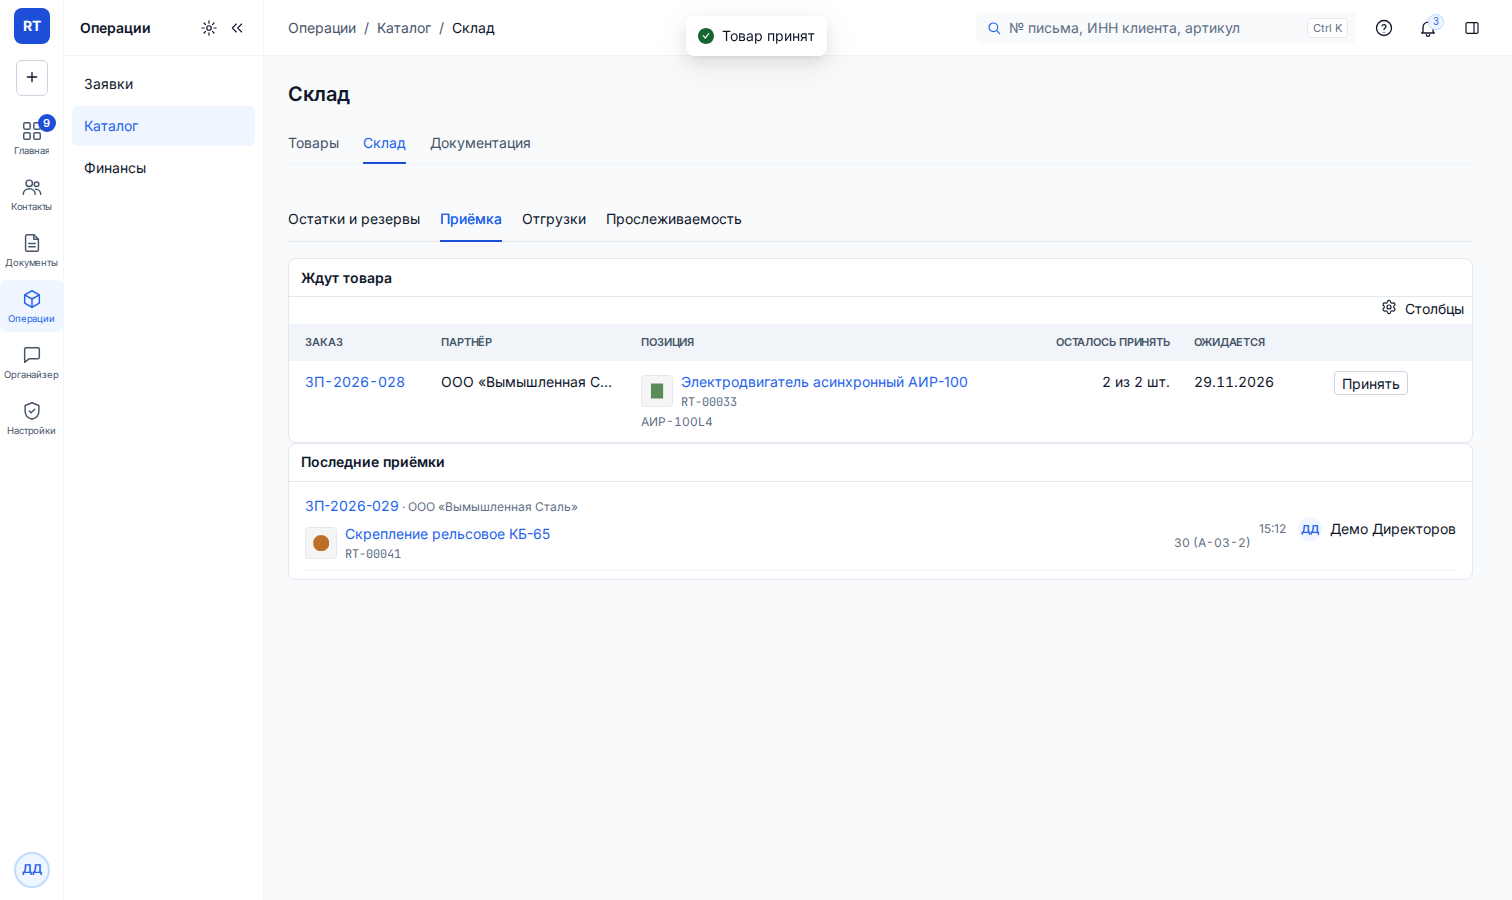 RT
Операции
Операции / Каталог / Склад
Товар принят
№ письма, ИНН клиента, артикул
Ctrl K
3
9
Главная
Контакты
Документы
Операции
Органайзер
Настройки
ДД
Заявки
Каталог
Финансы
Склад
Товары Склад Документация
Остатки и резервы Приёмка Отгрузки Прослеживаемость
Ждут товара
Столбцы
ЗАКАЗ ПАРТНЁР ПОЗИЦИЯ ОСТАЛОСЬ ПРИНЯТЬ ОЖИДАЕТСЯ
ЗП-2026-028 ООО «Вымышленная С... Электродвигатель асинхронный АИР-100 2 из 2 шт. 29.11.2026 Принять
RT-00033
АИР-100L4
Последние приёмки
ЗП-2026-029 · ООО «Вымышленная Сталь»
Скрепление рельсовое КБ-65
RT-00041
30 (A-03-2)
15:12 ДД Демо Директоров